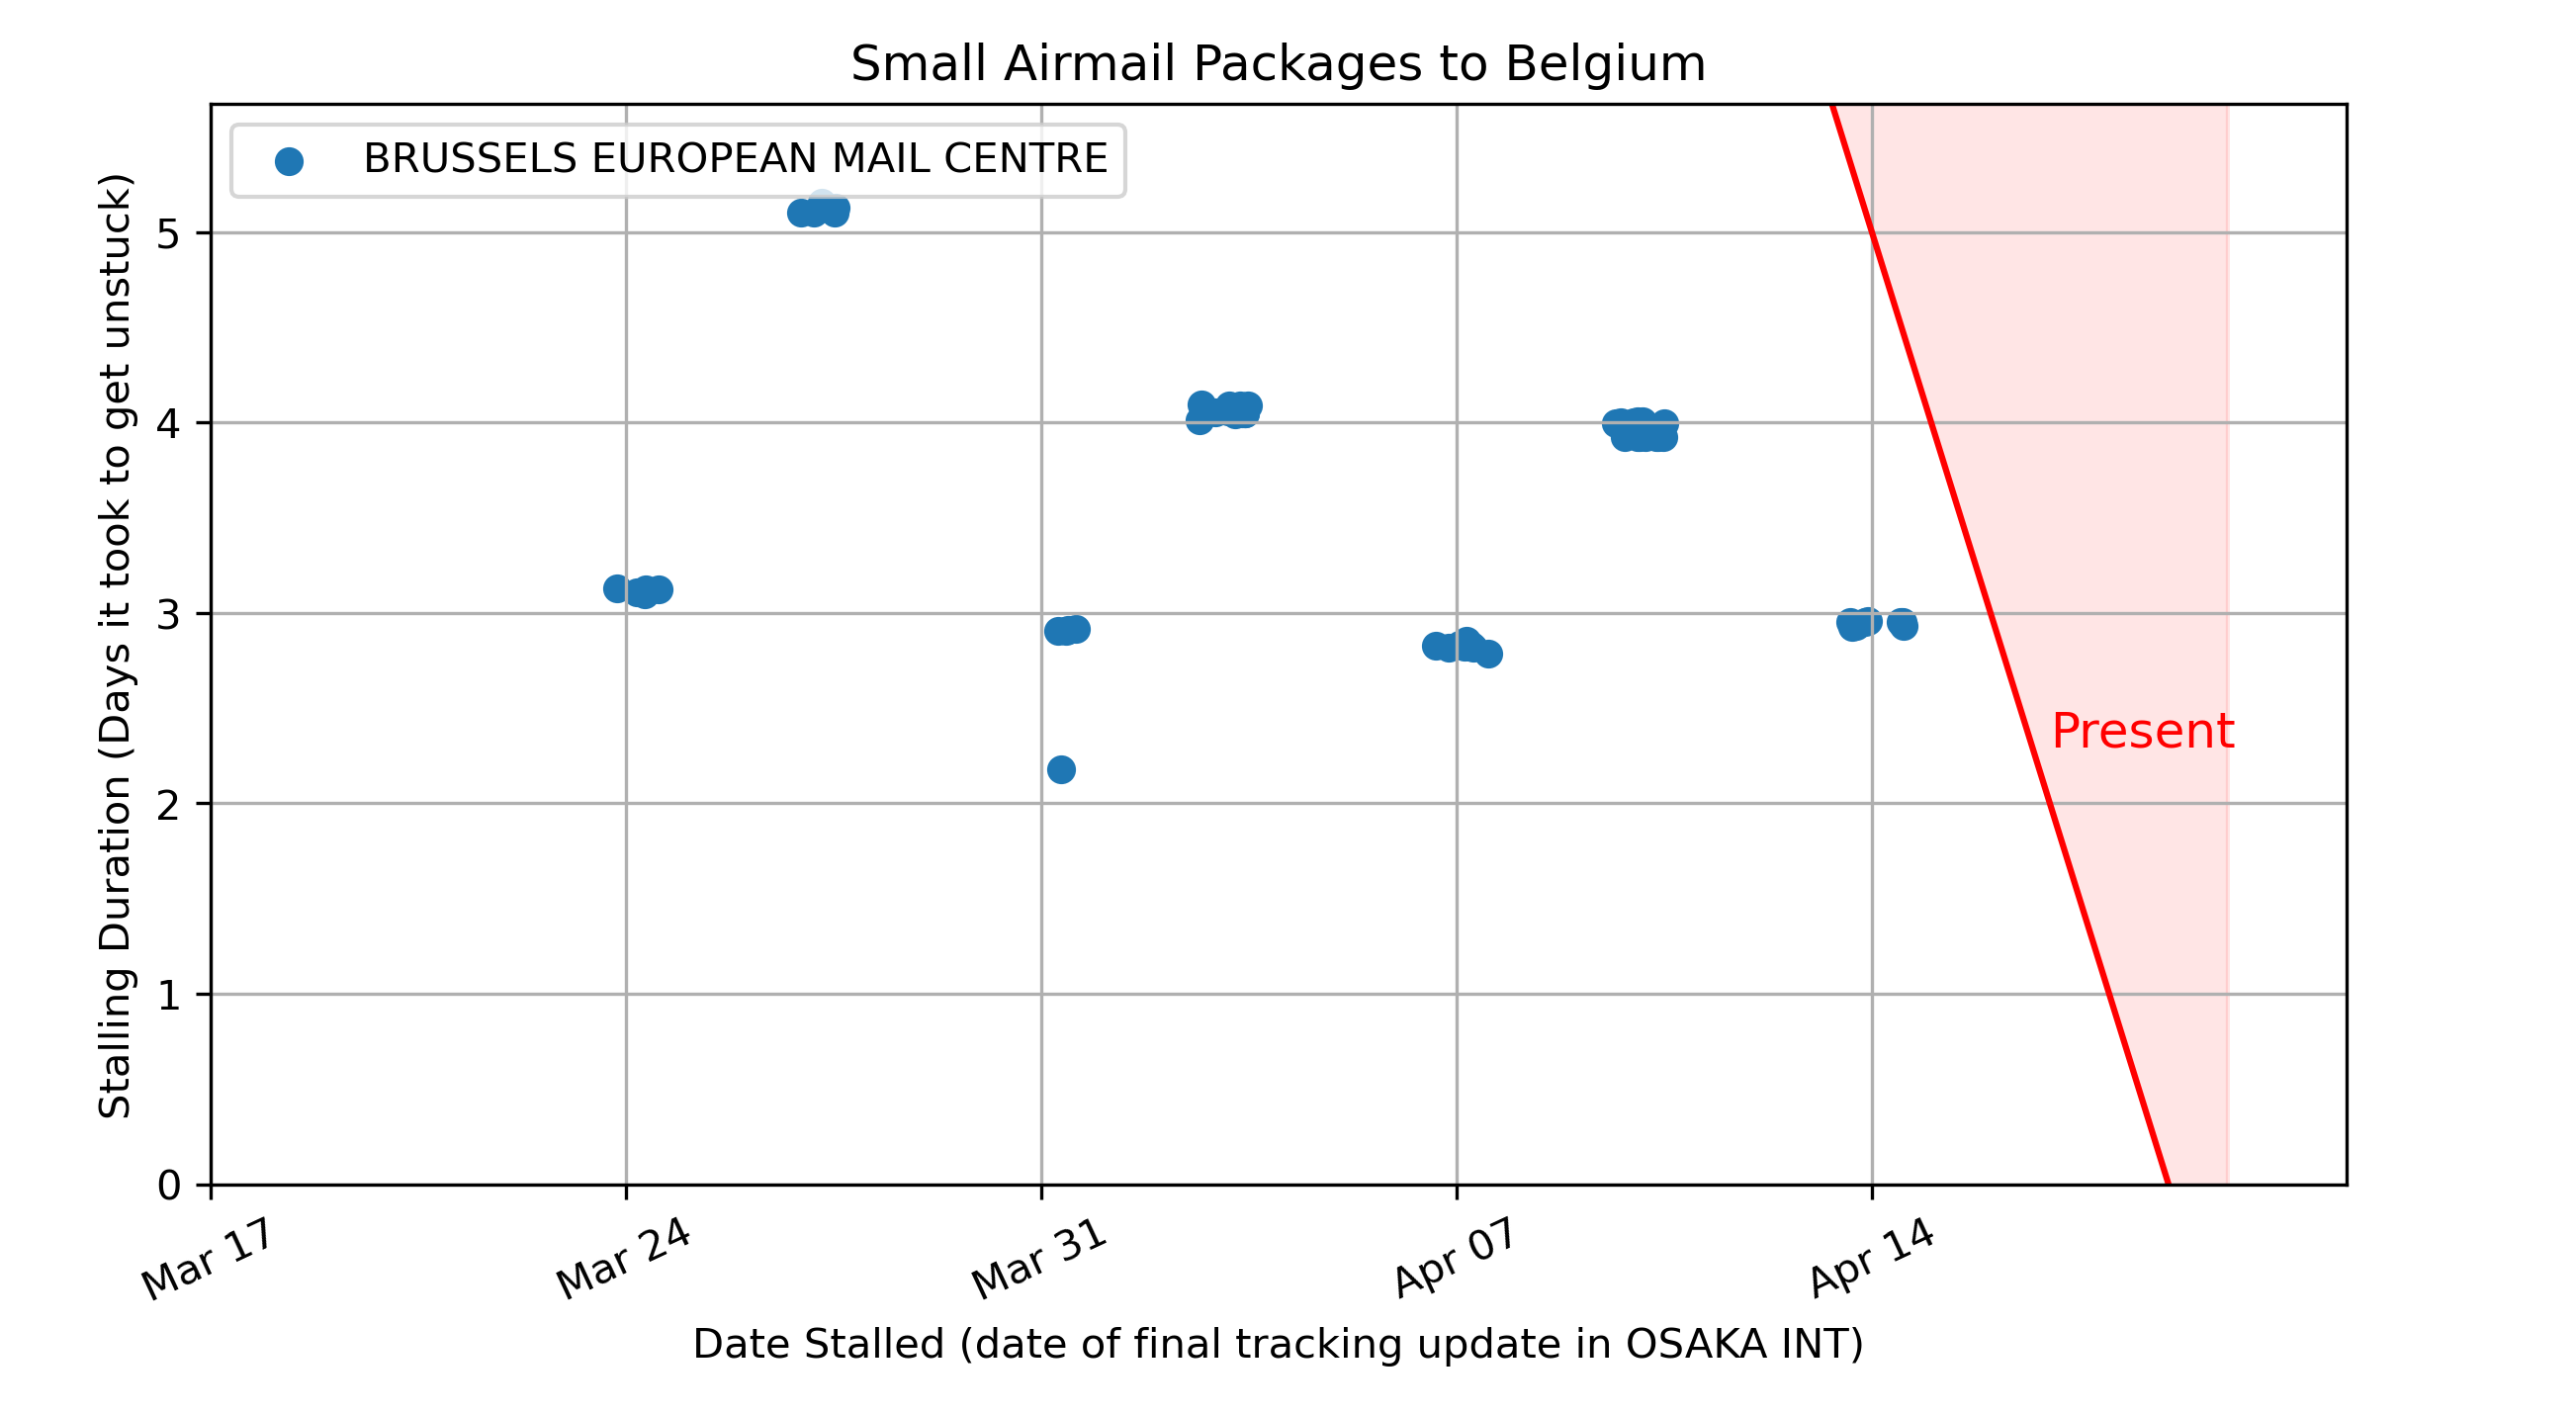 Small Airmail Packages to Belgium
BRUSSELS EUROPEAN MAIL CENTRE
Stalling Duration (Days it took to get unstuck)
5
4
3
2
1
0
Present
Mar 17
Mar 24
Mar 31
Apr 07
Apr 14
Date Stalled (date of final tracking update in OSAKA INT)